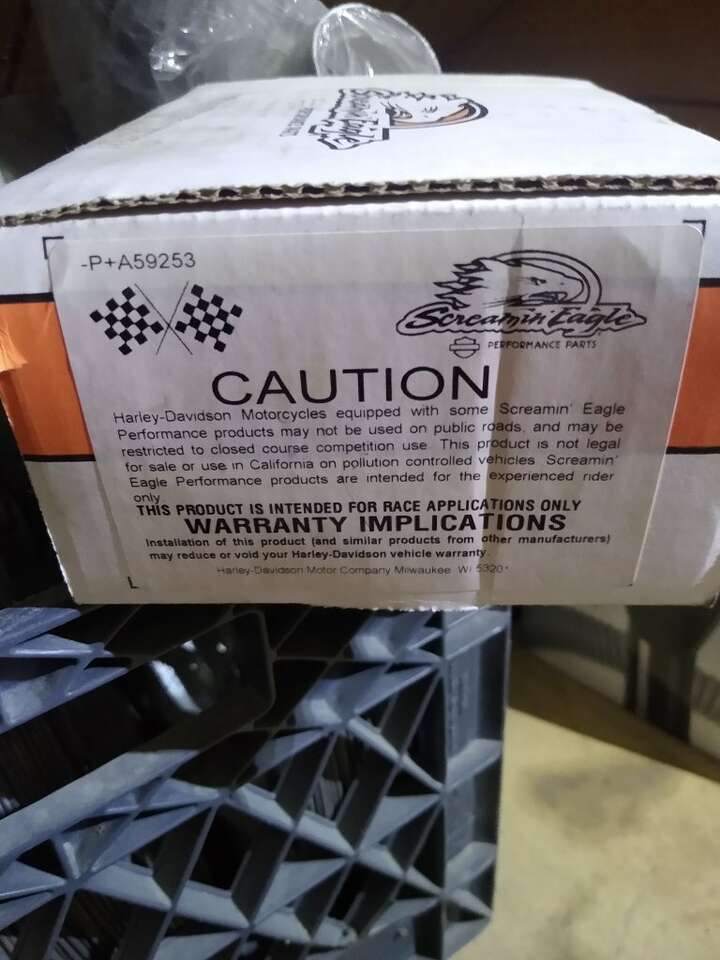 Screamin' Eagle
-P+A59253
Screamin' Eagle
PERFORMANCE PARTS
CAUTION
Harley-Davidson Motorcycles equipped with some Screamin' Eagle
Performance products may not be used on public roads, and may be
restricted to closed course competition use. This product is not legal
for sale or use in California on pollution controlled vehicles. Screamin'
Eagle Performance products are intended for the experienced rider
only.
THIS PRODUCT IS INTENDED FOR RACE APPLICATIONS ONLY
WARRANTY IMPLICATIONS
Installation of this product (and similar products from other manufacturers)
may reduce or void your Harley-Davidson vehicle warranty.
Harley-Davidson Motor Company Milwaukee WI